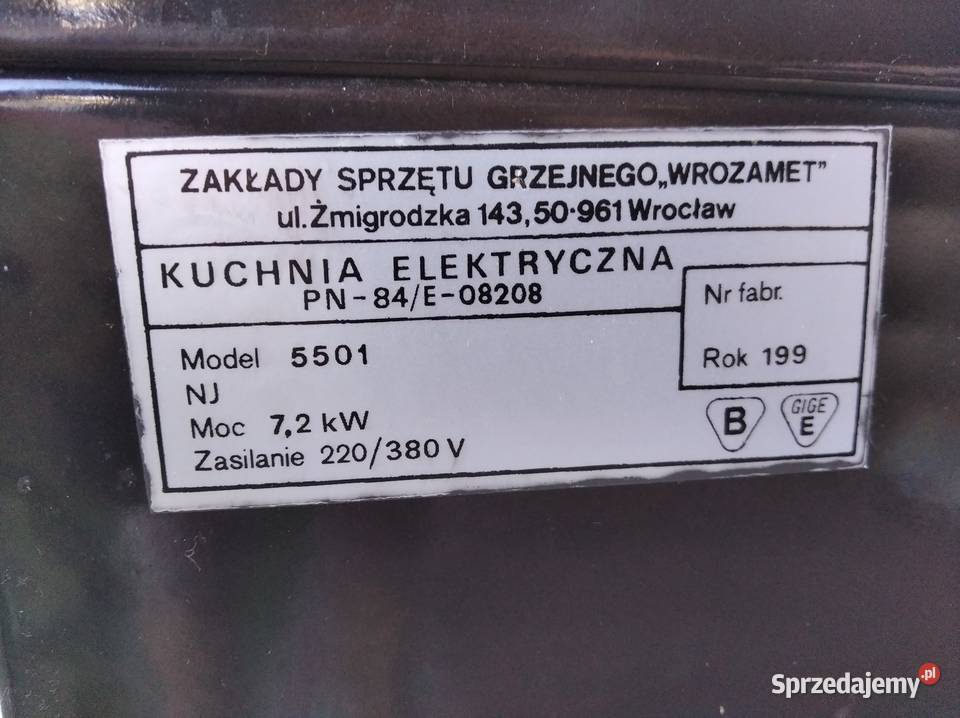 ZAKŁADY SPRZĘTU GRZEJNEGO „WROZAMET”
ul. Żmigrodzka 143, 50-961 Wrocław
KUCHNIA ELEKTRYCZNA
PN-84/E-08208
Nr fabr.
Rok 199
Model 5501
NJ
Moc 7,2 kW
Zasilanie 220/380 V
B
GIGE
E
Sprzedajemy.pl